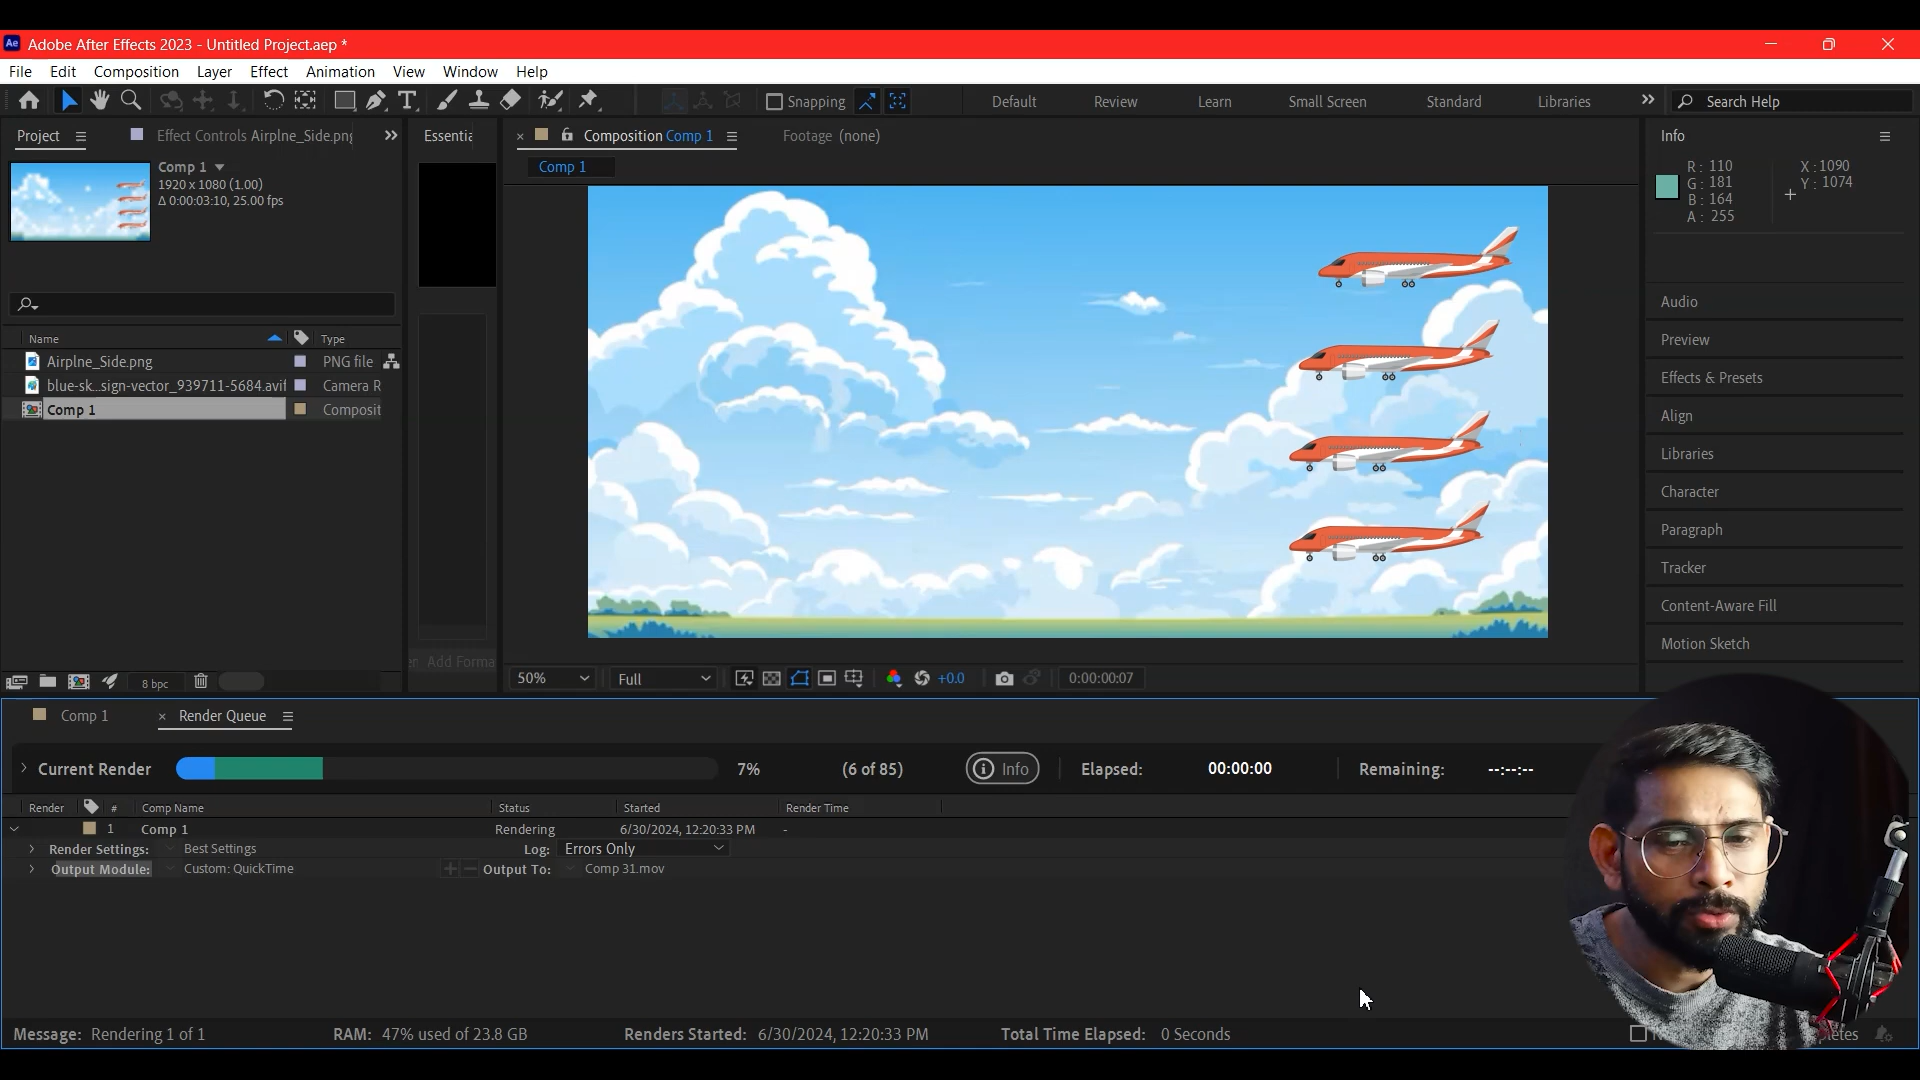 Ae Adobe After Effects 2023 - Untitled Project.aep *
File Edit Composition Layer Effect Animation View Window Help
Snapping Default Review Learn Small Screen Standard Libraries Search Help
Project Effect Controls Airplne_Side.png Essentia Composition Comp 1 Footage (none) Info
Comp 1
1920 x 1080 (1.00)
Δ 0:00:03:10, 25.00 fps
Comp 1
R: 110 X: 1090
G: 181 Y: 1074
B: 164
A: 255
Audio
Preview
Effects & Presets
Align
Libraries
Character
Paragraph
Tracker
Content-Aware Fill
Motion Sketch
Name Type
Airplne_Side.png PNG file
blue-sk...sign-vector_939711-5684.avif Camera R
Comp 1 Composit
Add Forma
8 bpc
50% Full +0.0 0:00:00:07
Comp 1 Render Queue
Current Render 7% (6 of 85) Info Elapsed: 00:00:00 Remaining: --:--:--
Render # Comp Name Status Started Render Time
1 Comp 1 Rendering 6/30/2024, 12:20:33 PM -
Render Settings: Best Settings Log: Errors Only
Output Module: Custom: QuickTime Output To: Comp 31.mov
Message: Rendering 1 of 1 RAM: 47% used of 23.8 GB Renders Started: 6/30/2024, 12:20:33 PM Total Time Elapsed: 0 Seconds